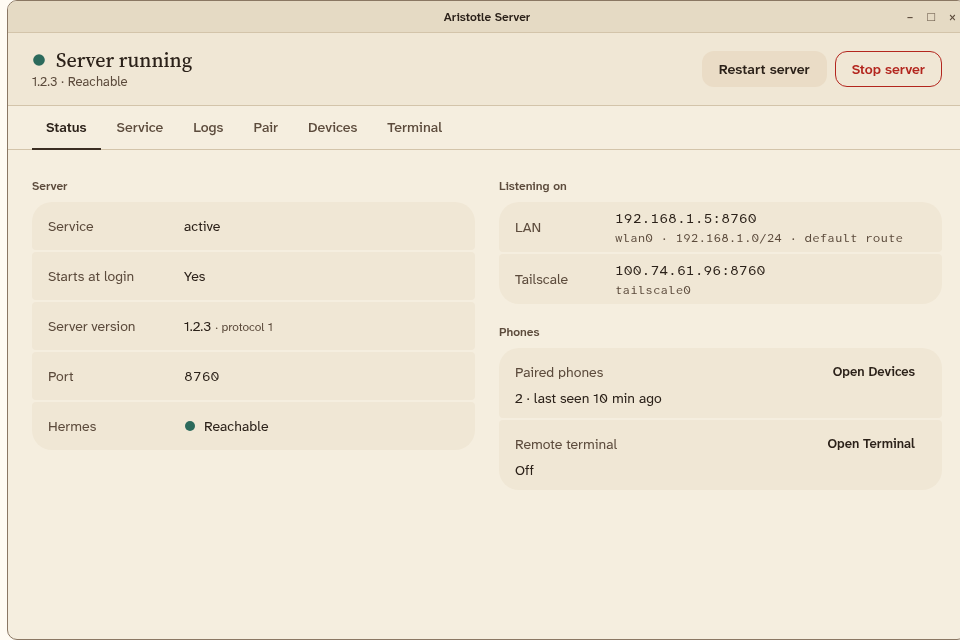 Aristotle Server
Server running
1.2.3 · Reachable
Restart server
Stop server
Status
Service
Logs
Pair
Devices
Terminal
Server
Service
active
Starts at login
Yes
Server version
1.2.3 · protocol 1
Port
8760
Hermes
Reachable
Listening on
LAN
192.168.1.5:8760
wlan0 · 192.168.1.0/24 · default route
Tailscale
100.74.61.96:8760
tailscale0
Phones
Paired phones
Open Devices
2 · last seen 10 min ago
Remote terminal
Open Terminal
Off